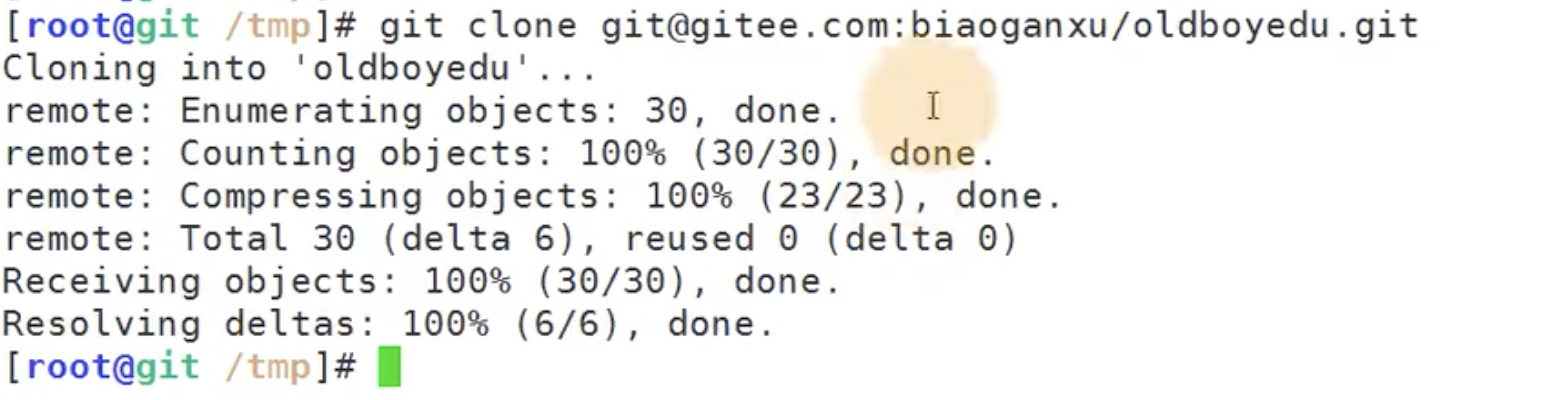 [root@git /tmp]# git clone git@gitee.com:biaoganxu/oldboyedu.git
Cloning into 'oldboyedu'...
remote: Enumerating objects: 30, done.
remote: Counting objects: 100% (30/30), done.
remote: Compressing objects: 100% (23/23), done.
remote: Total 30 (delta 6), reused 0 (delta 0)
Receiving objects: 100% (30/30), done.
Resolving deltas: 100% (6/6), done.
[root@git /tmp]#